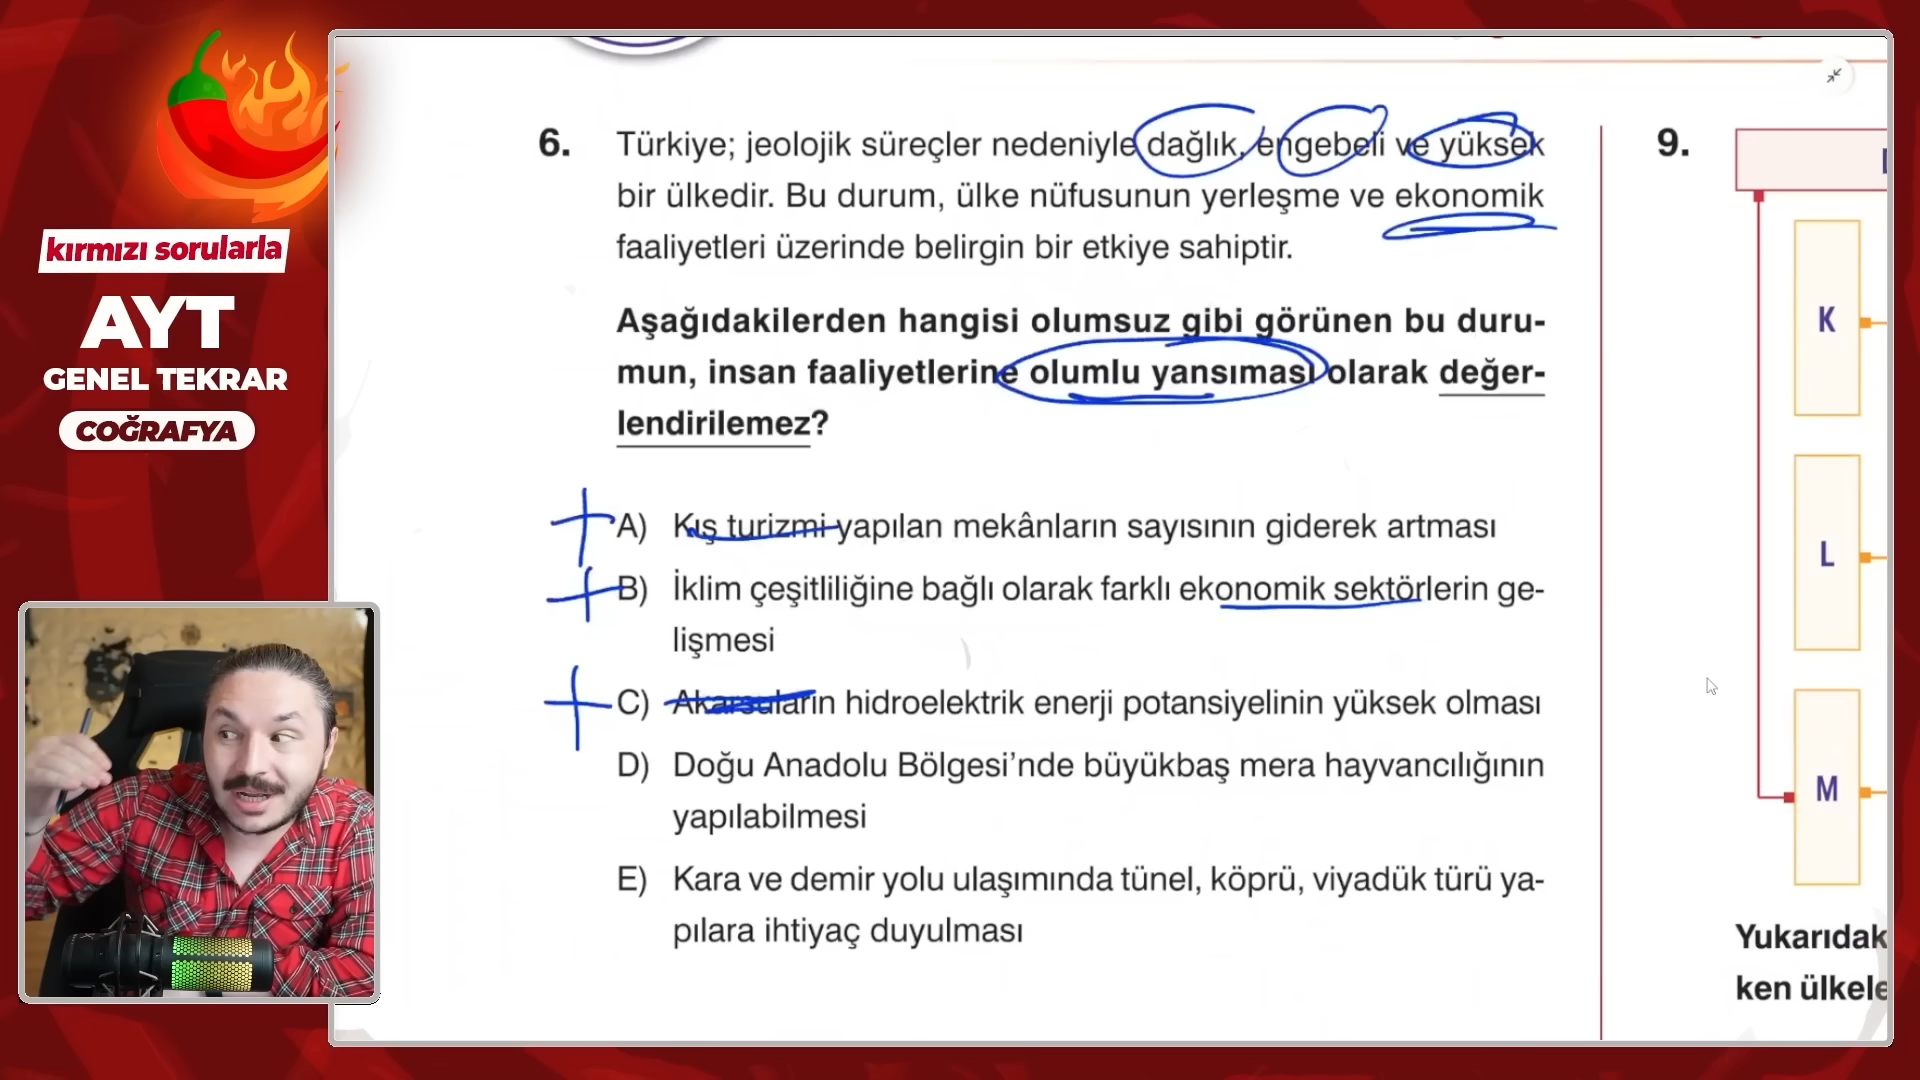 kırmızı sorularla
AYT
GENEL TEKRAR
COĞRAFYA
6. Türkiye; jeolojik süreçler nedeniyle dağlık, engebeli ve yüksek
bir ülkedir. Bu durum, ülke nüfusunun yerleşme ve ekonomik
faaliyetleri üzerinde belirgin bir etkiye sahiptir.
Aşağıdakilerden hangisi olumsuz gibi görünen bu duru-
mun, insan faaliyetlerine olumlu yansıması olarak değer-
lendirilemez?
A) Kış turizmi yapılan mekânların sayısının giderek artması
B) İklim çeşitliliğine bağlı olarak farklı ekonomik sektörlerin ge-
lişmesi
C) Akarsuların hidroelektrik enerji potansiyelinin yüksek olması
D) Doğu Anadolu Bölgesi'nde büyükbaş mera hayvancılığının
yapılabilmesi
E) Kara ve demir yolu ulaşımında tünel, köprü, viyadük türü ya-
pılara ihtiyaç duyulması
9.
K
L
M
Yukarıdak
ken ülkele